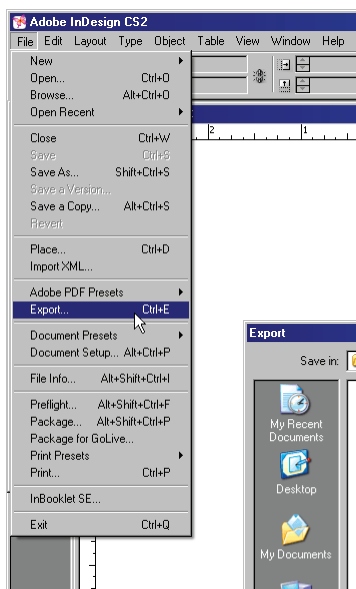 Adobe InDesign CS2
File Edit Layout Type Object Table View Window Help
New
Open... Ctrl+O
Browse... Alt+Ctrl+O
Open Recent
Close Ctrl+W
Save Ctrl+S
Save As... Shift+Ctrl+S
Save a Version...
Save a Copy... Alt+Ctrl+S
Revert
Place... Ctrl+D
Import XML...
Adobe PDF Presets
Export... Ctrl+E
Document Presets
Document Setup... Alt+Ctrl+P
File Info... Alt+Shift+Ctrl+I
Preflight... Alt+Shift+Ctrl+F
Package... Alt+Shift+Ctrl+P
Package for GoLive...
Print Presets
Print... Ctrl+P
InBooklet SE...
Exit Ctrl+Q
2 1
Export
Save in:
My Recent
Documents
Desktop
My Documents